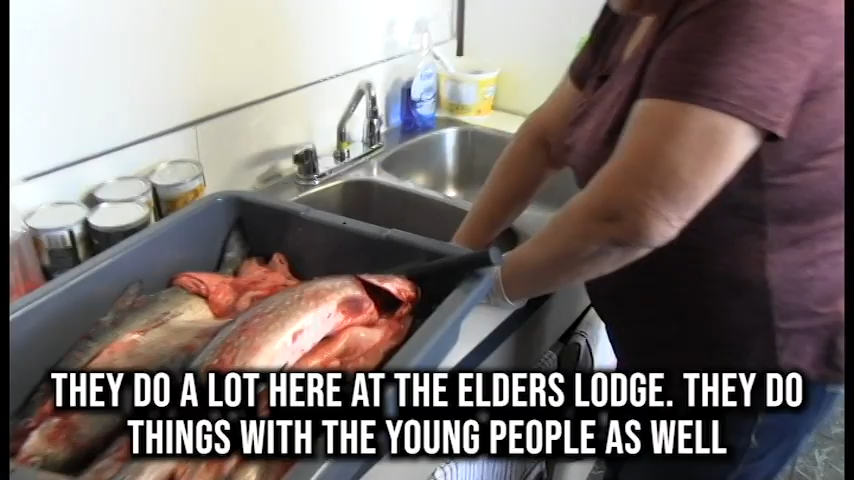 THEY DO A LOT HERE AT THE ELDERS LODGE. THEY DO
THINGS WITH THE YOUNG PEOPLE AS WELL